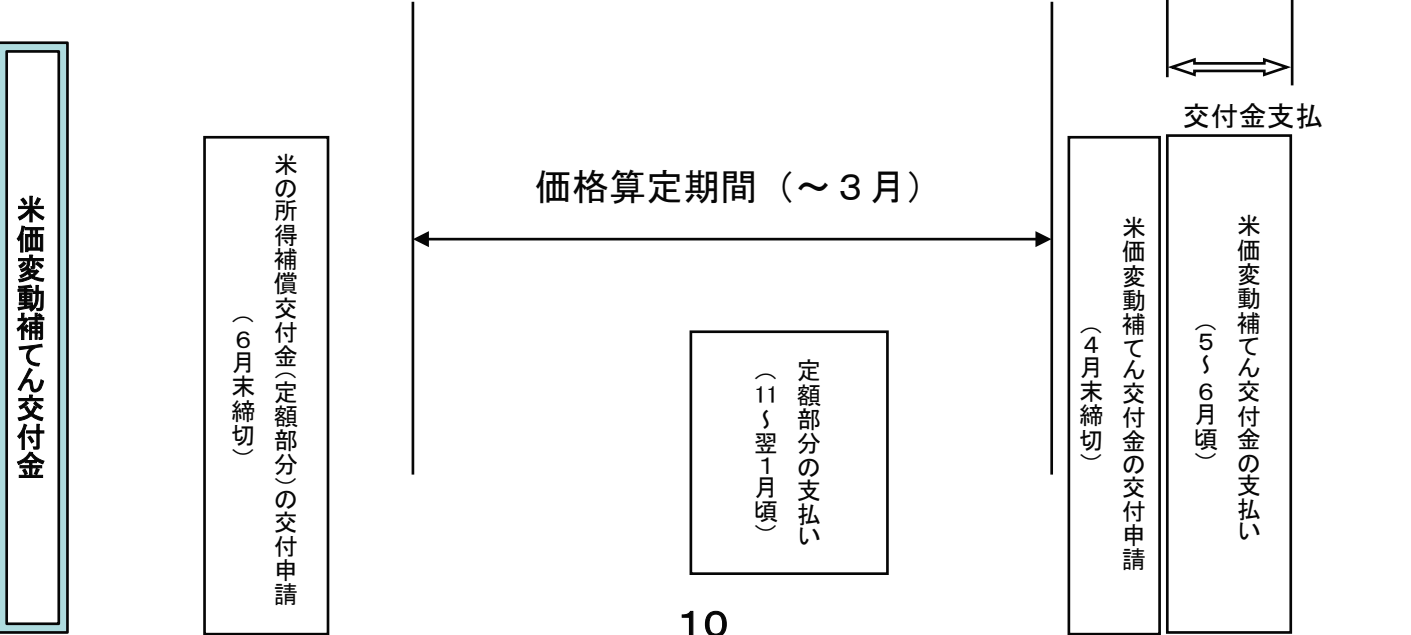 米価変動補てん交付金
米の所得補償交付金（定額部分）の交付申請
（６月末締切）
価格算定期間（～３月）
定額部分の支払い
（11～翌１月頃）
米価変動補てん交付金の交付申請
（４月末締切）
交付金支払
米価変動補てん交付金の支払い
（５～６月頃）
10